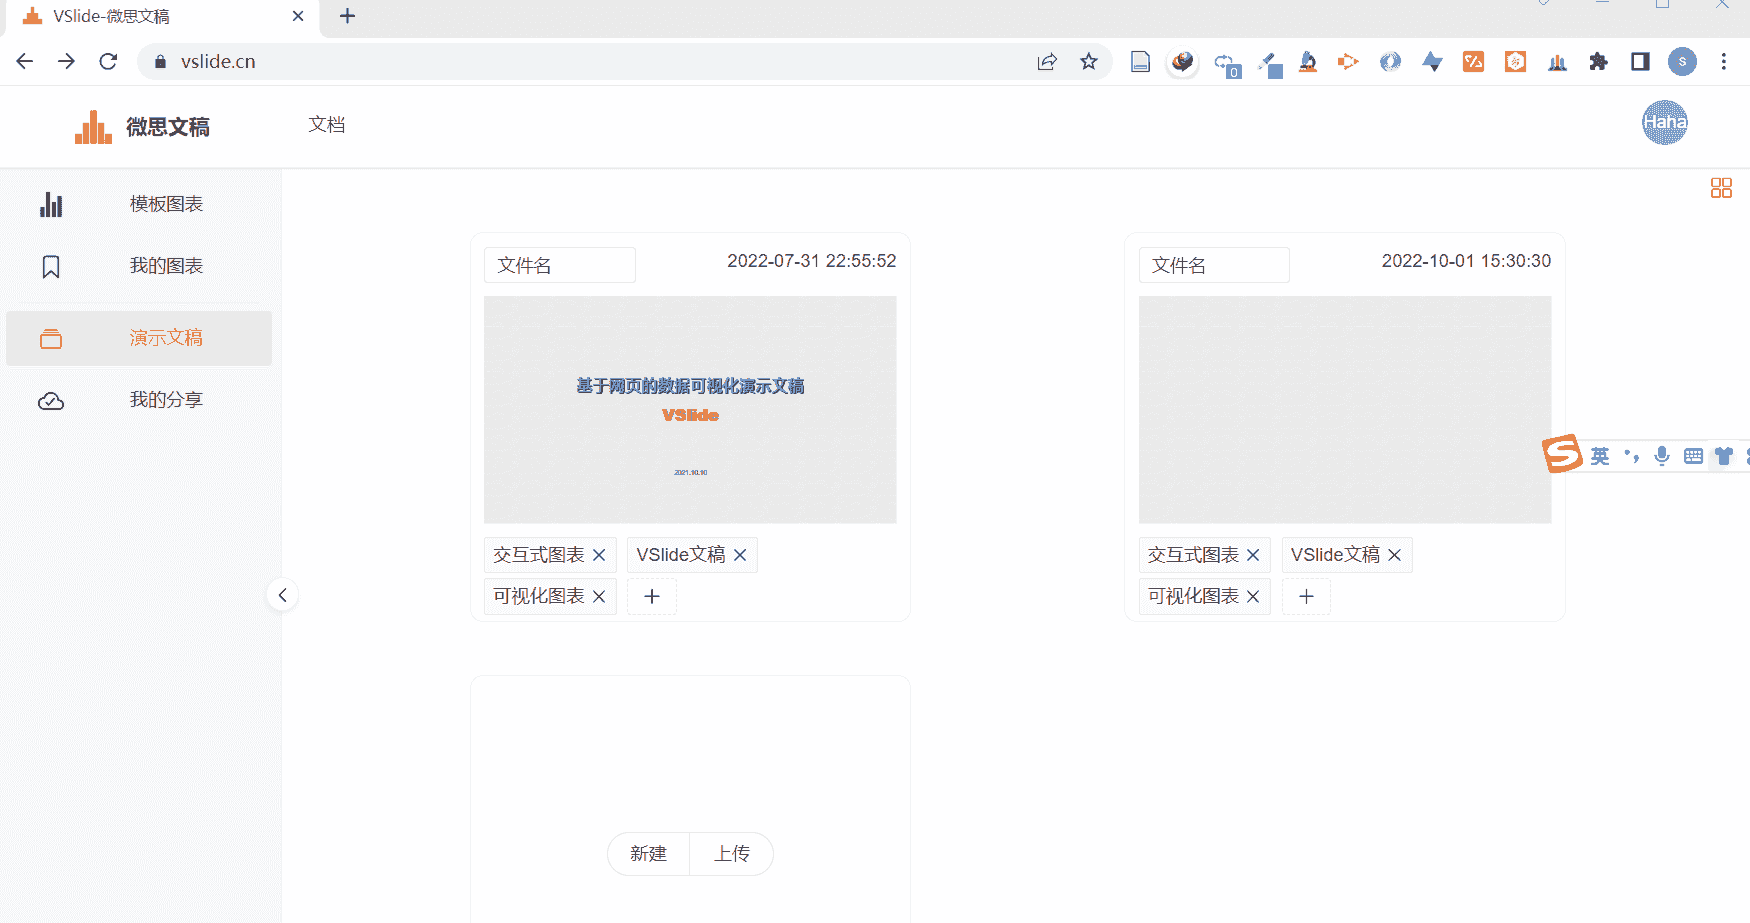 VSlide-微思文稿
vslide.cn
0
s
微思文稿
文档
Hana
模板图表
我的图表
演示文稿
我的分享
文件名
2022-07-31 22:55:52
基于网页的数据可视化演示文稿
VSlide
2021.10.10
交互式图表
VSlide文稿
可视化图表
文件名
2022-10-01 15:30:30
交互式图表
VSlide文稿
可视化图表
英
新建
上传